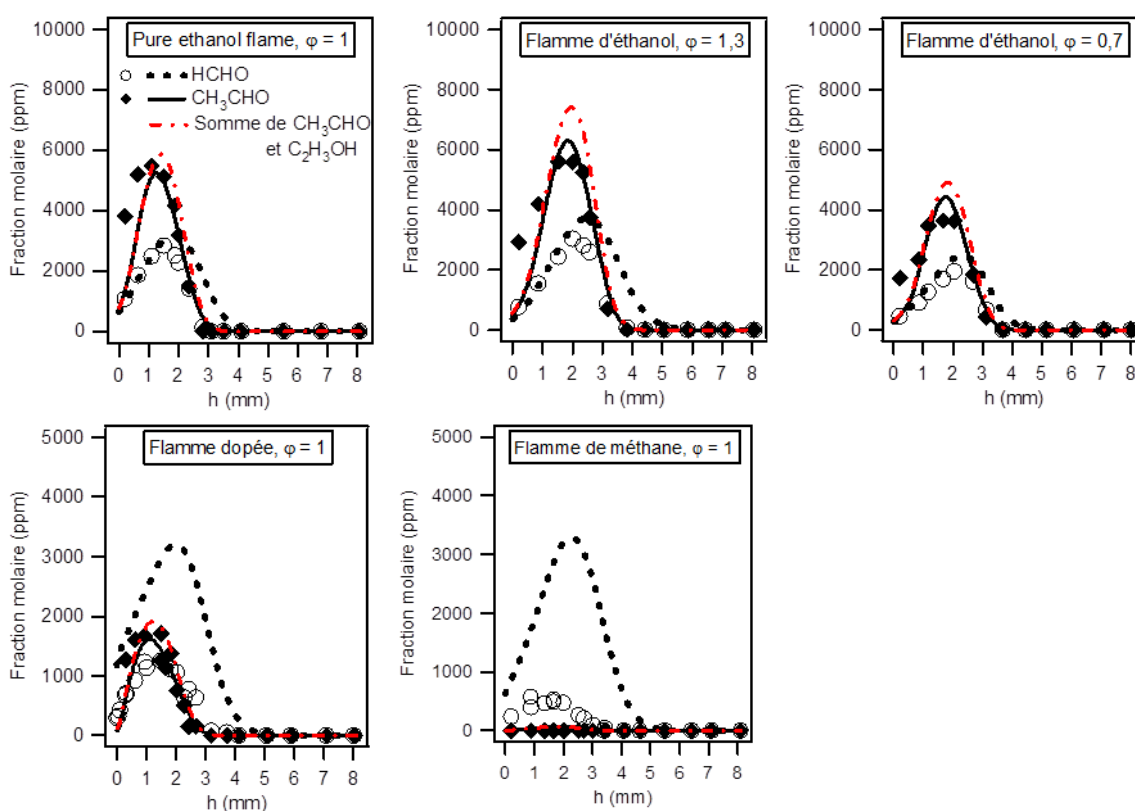 10000
8000
6000
4000
2000
0
Fraction molaire (ppm)
Pure ethanol flame, φ = 1
HCHO
CH₃CHO
Somme de CH₃CHO
et C₂H₃OH
0 1 2 3 4 5 6 7 8
h (mm)
10000
8000
6000
4000
2000
0
Fraction molaire (ppm)
Flamme d'éthanol, φ = 1,3
0 1 2 3 4 5 6 7 8
h (mm)
10000
8000
6000
4000
2000
0
Fraction molaire (ppm)
Flamme d'éthanol, φ = 0,7
0 1 2 3 4 5 6 7 8
h (mm)
5000
4000
3000
2000
1000
0
Fraction molaire (ppm)
Flamme dopée, φ = 1
0 1 2 3 4 5 6 7 8
h (mm)
5000
4000
3000
2000
1000
0
Fraction molaire (ppm)
Flamme de méthane, φ = 1
0 1 2 3 4 5 6 7 8
h (mm)